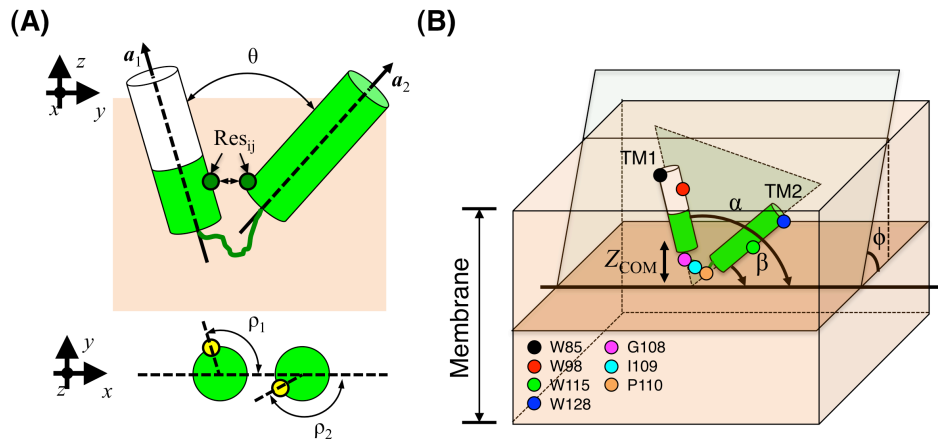 (A)
z
x
y
a1
θ
a2
Resij
y
z
x
ρ1
ρ2
(B)
Membrane
TM1
TM2
α
β
ϕ
ZCOM
W85
W98
W115
W128
G108
I109
P110